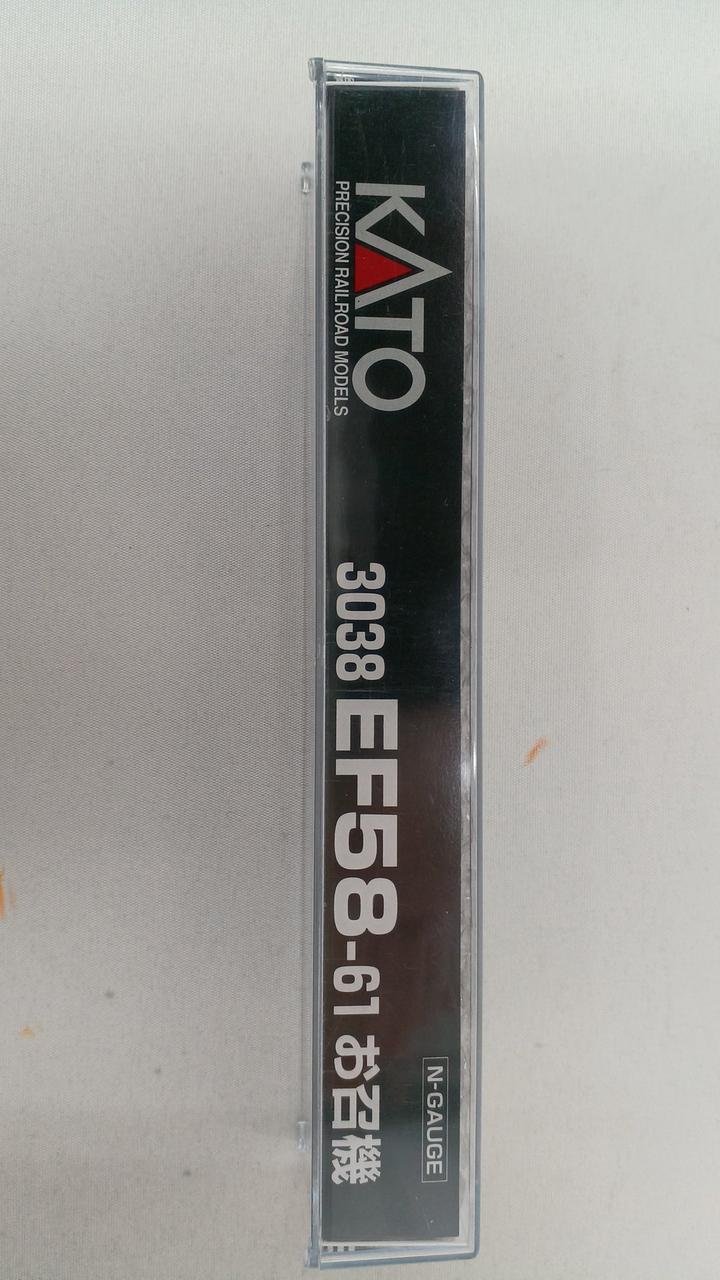 KATO
PRECISION RAILROAD MODELS
3038 EF58-61 お召機
N-GAUGE